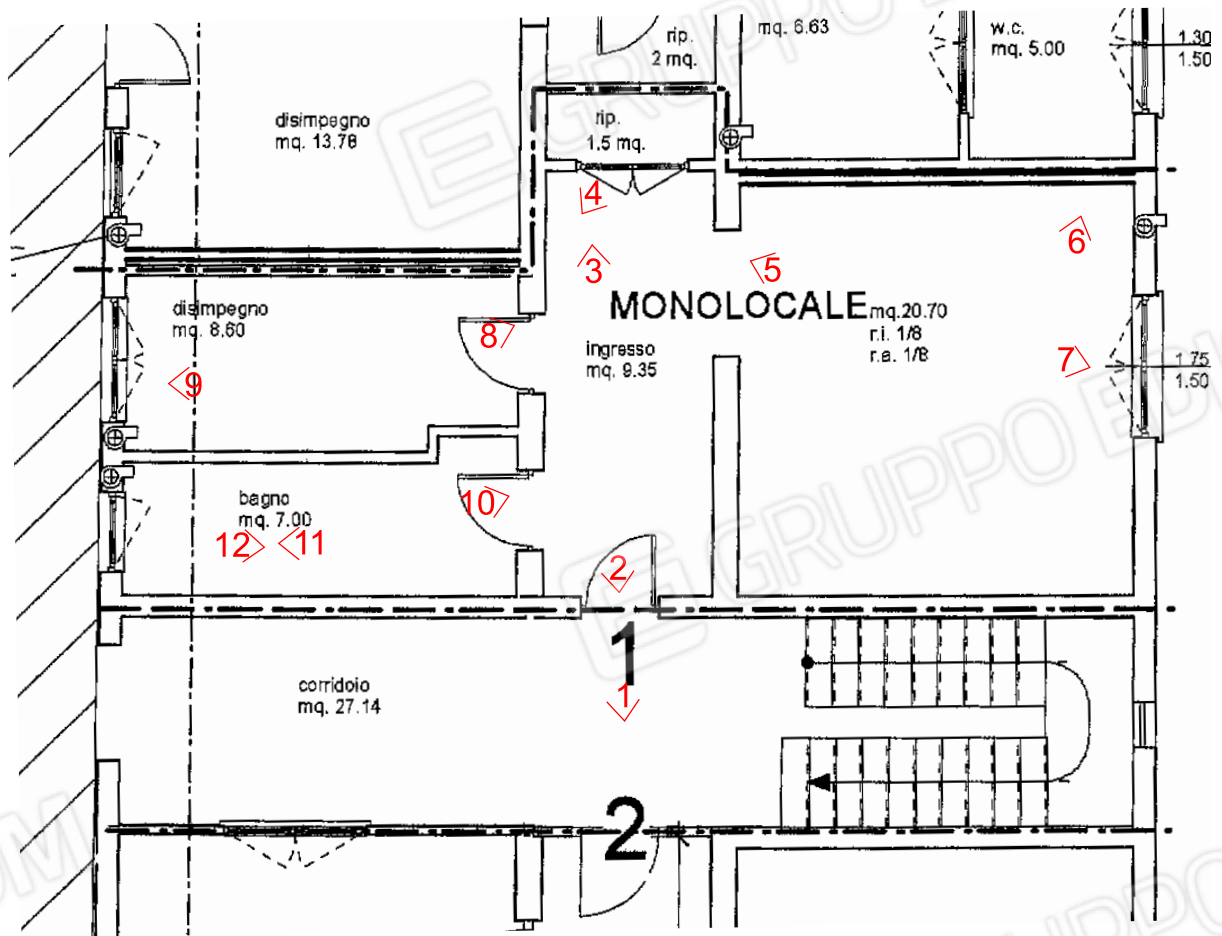 rip.
2 mq.
mq. 6.63
w.c.
mq. 5.00
1.30
1.50
disimpegno
mq. 13.78
rip.
1.5 mq.
4
3
5
6
MONOLOCALE
mq.20.70
r.i. 1/8
r.a. 1/8
disimpegno
mq. 8.60
8
ingresso
mq. 9.35
7
1.75
1.50
9
bagno
mq. 7.00
10
12
11
2
1
corridoio
mq. 27.14
1
2
GRUPPO E
GRUPPO EDI
UM
RUPPO